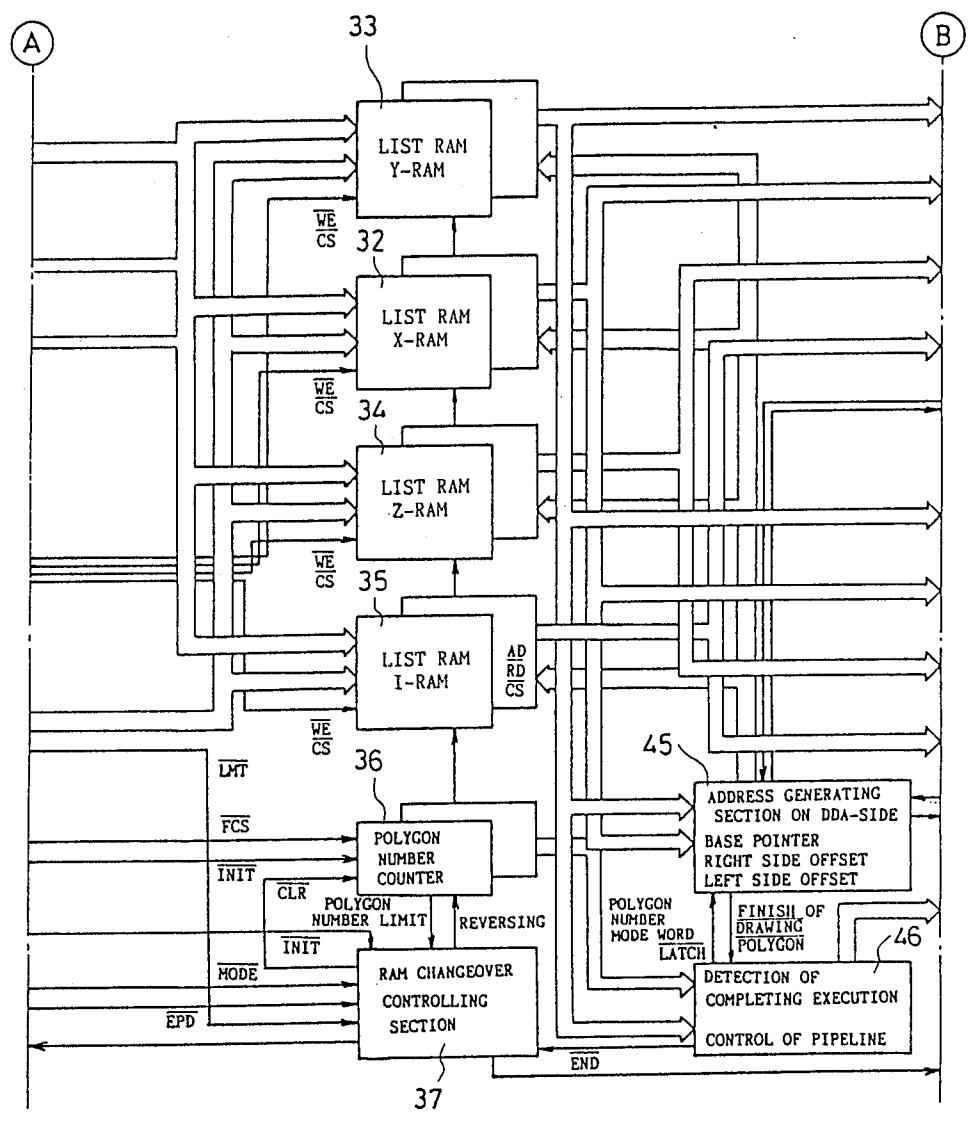 A
B
33
LIST RAM
Y-RAM
WE
CS
32
LIST RAM
X-RAM
WE
CS
34
LIST RAM
Z-RAM
WE
CS
35
LIST RAM
I-RAM
AD
RD
CS
WE
CS
LMT
36
POLYGON
NUMBER
COUNTER
FCS
INIT
CLR
POLYGON
NUMBER LIMIT
REVERSING
INIT
MODE
EPD
RAM CHANGEOVER
CONTROLLING
SECTION
37
45
ADDRESS GENERATING
SECTION ON DDA-SIDE
BASE POINTER
RIGHT SIDE OFFSET
LEFT SIDE OFFSET
POLYGON
NUMBER
MODE WORD
LATCH
FINISH OF
DRAWING
POLYGON
46
DETECTION OF
COMPLETING EXECUTION
CONTROL OF PIPELINE
END